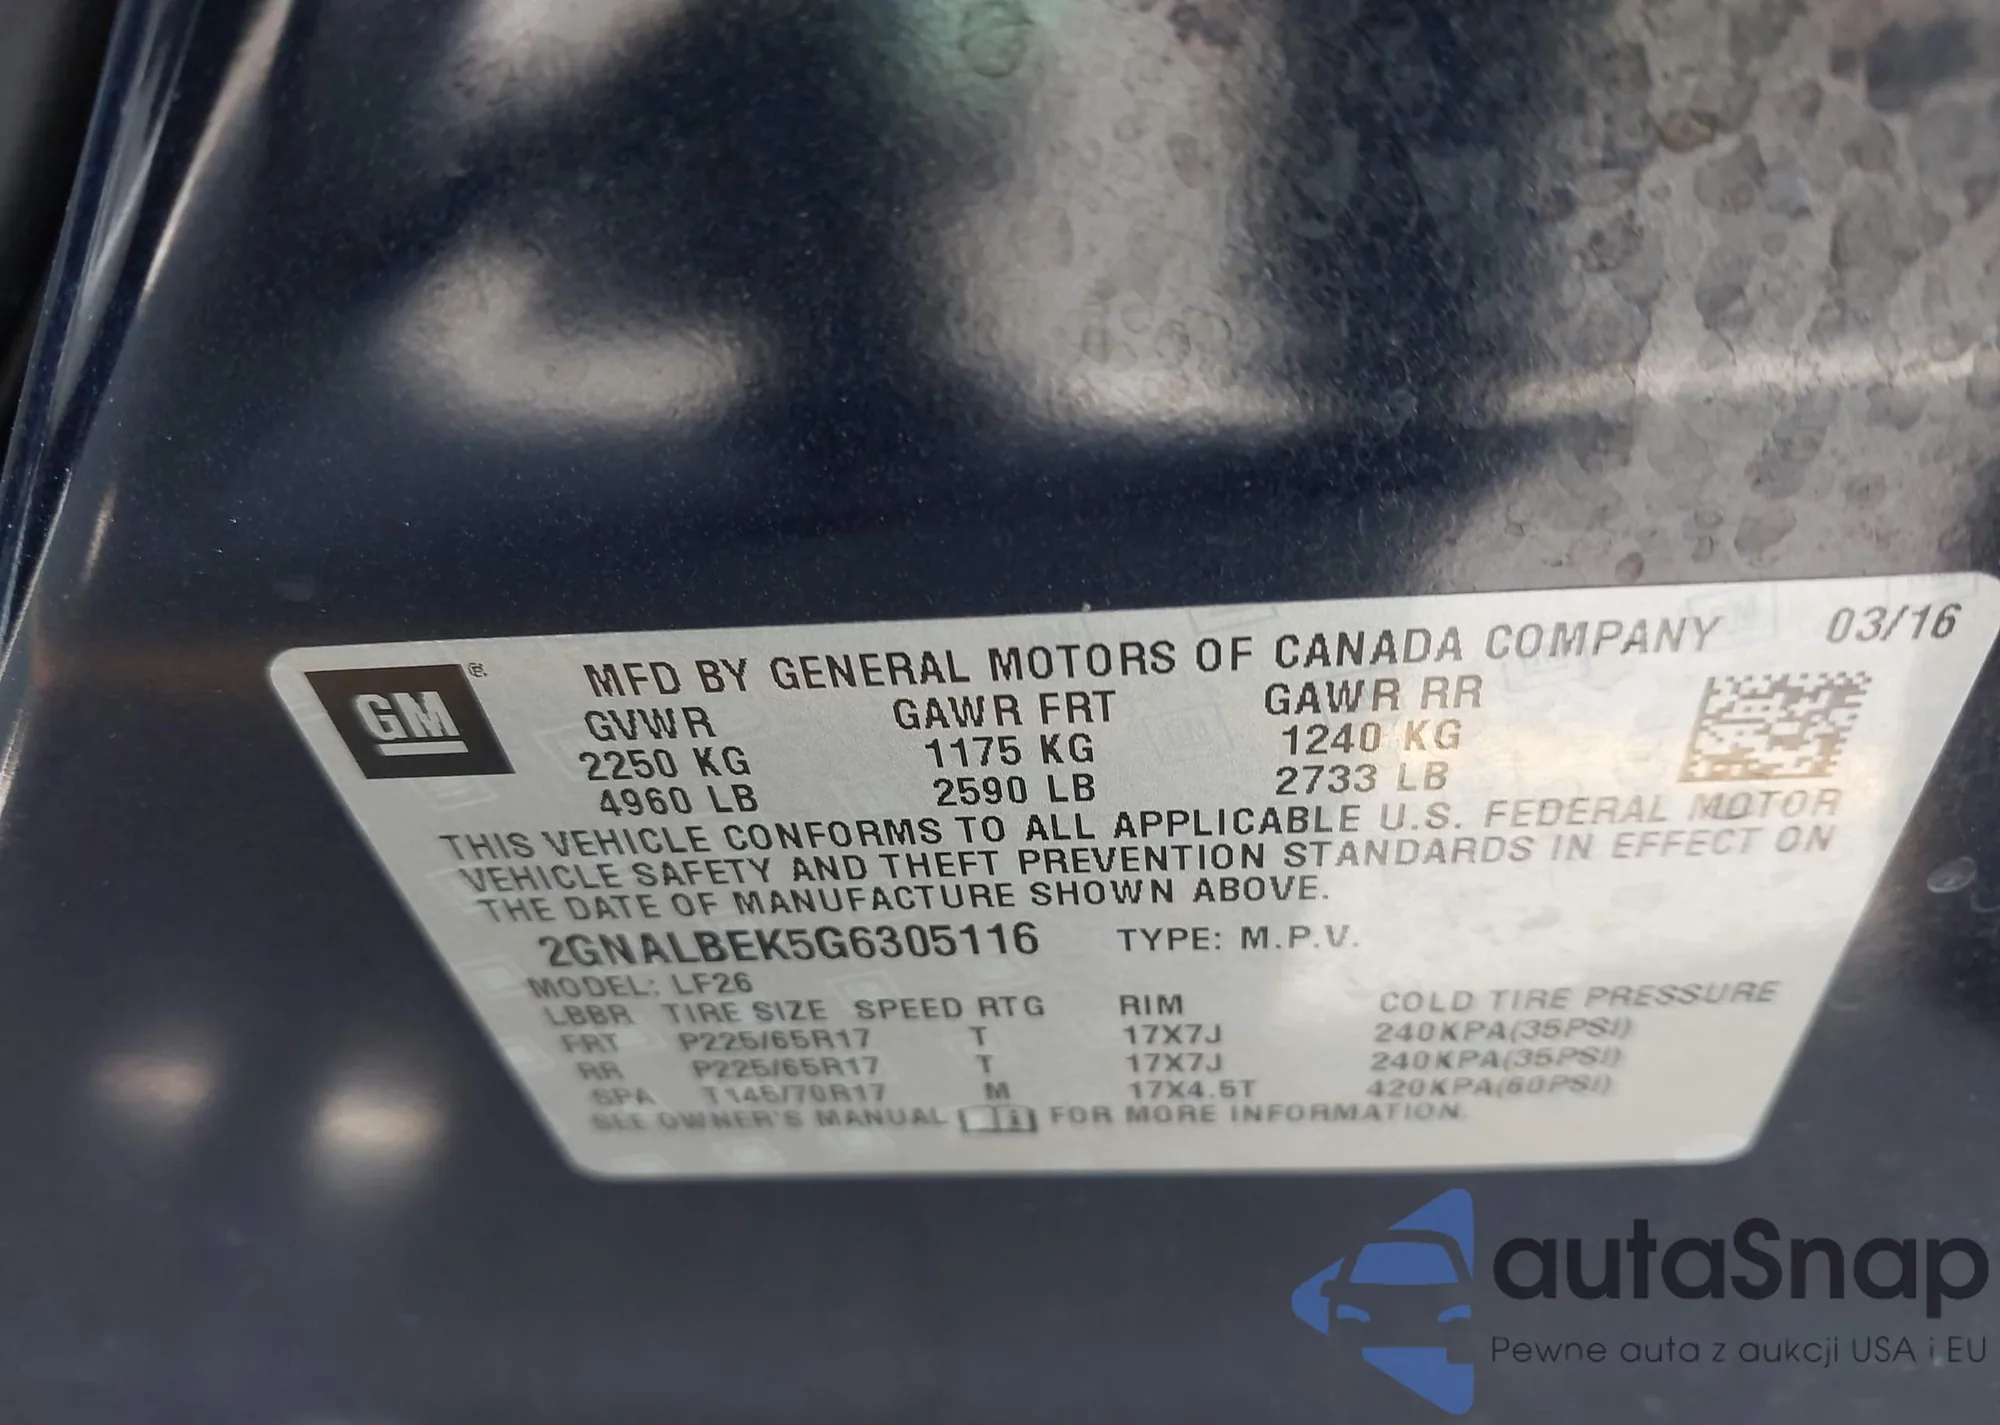 GM ®
MFD BY GENERAL MOTORS OF CANADA COMPANY 03/16
GVWR GAWR FRT GAWR RR
2250 KG 1175 KG 1240 KG
4960 LB 2590 LB 2733 LB
THIS VEHICLE CONFORMS TO ALL APPLICABLE U.S. FEDERAL MOTOR
VEHICLE SAFETY AND THEFT PREVENTION STANDARDS IN EFFECT ON
THE DATE OF MANUFACTURE SHOWN ABOVE.
2GNALBEK5G6305116 TYPE: M.P.V.
MODEL: LF26
LBBR TIRE SIZE SPEED RTG RIM COLD TIRE PRESSURE
FRT P225/65R17 T 17X7J 240KPA(35PSI)
RR P225/65R17 T 17X7J 240KPA(35PSI)
SPA T145/70R17 M 17X4.5T 420KPA(60PSI)
SEE OWNER'S MANUAL i FOR MORE INFORMATION.
autaSnap
Pewne auta z aukcji USA i EU